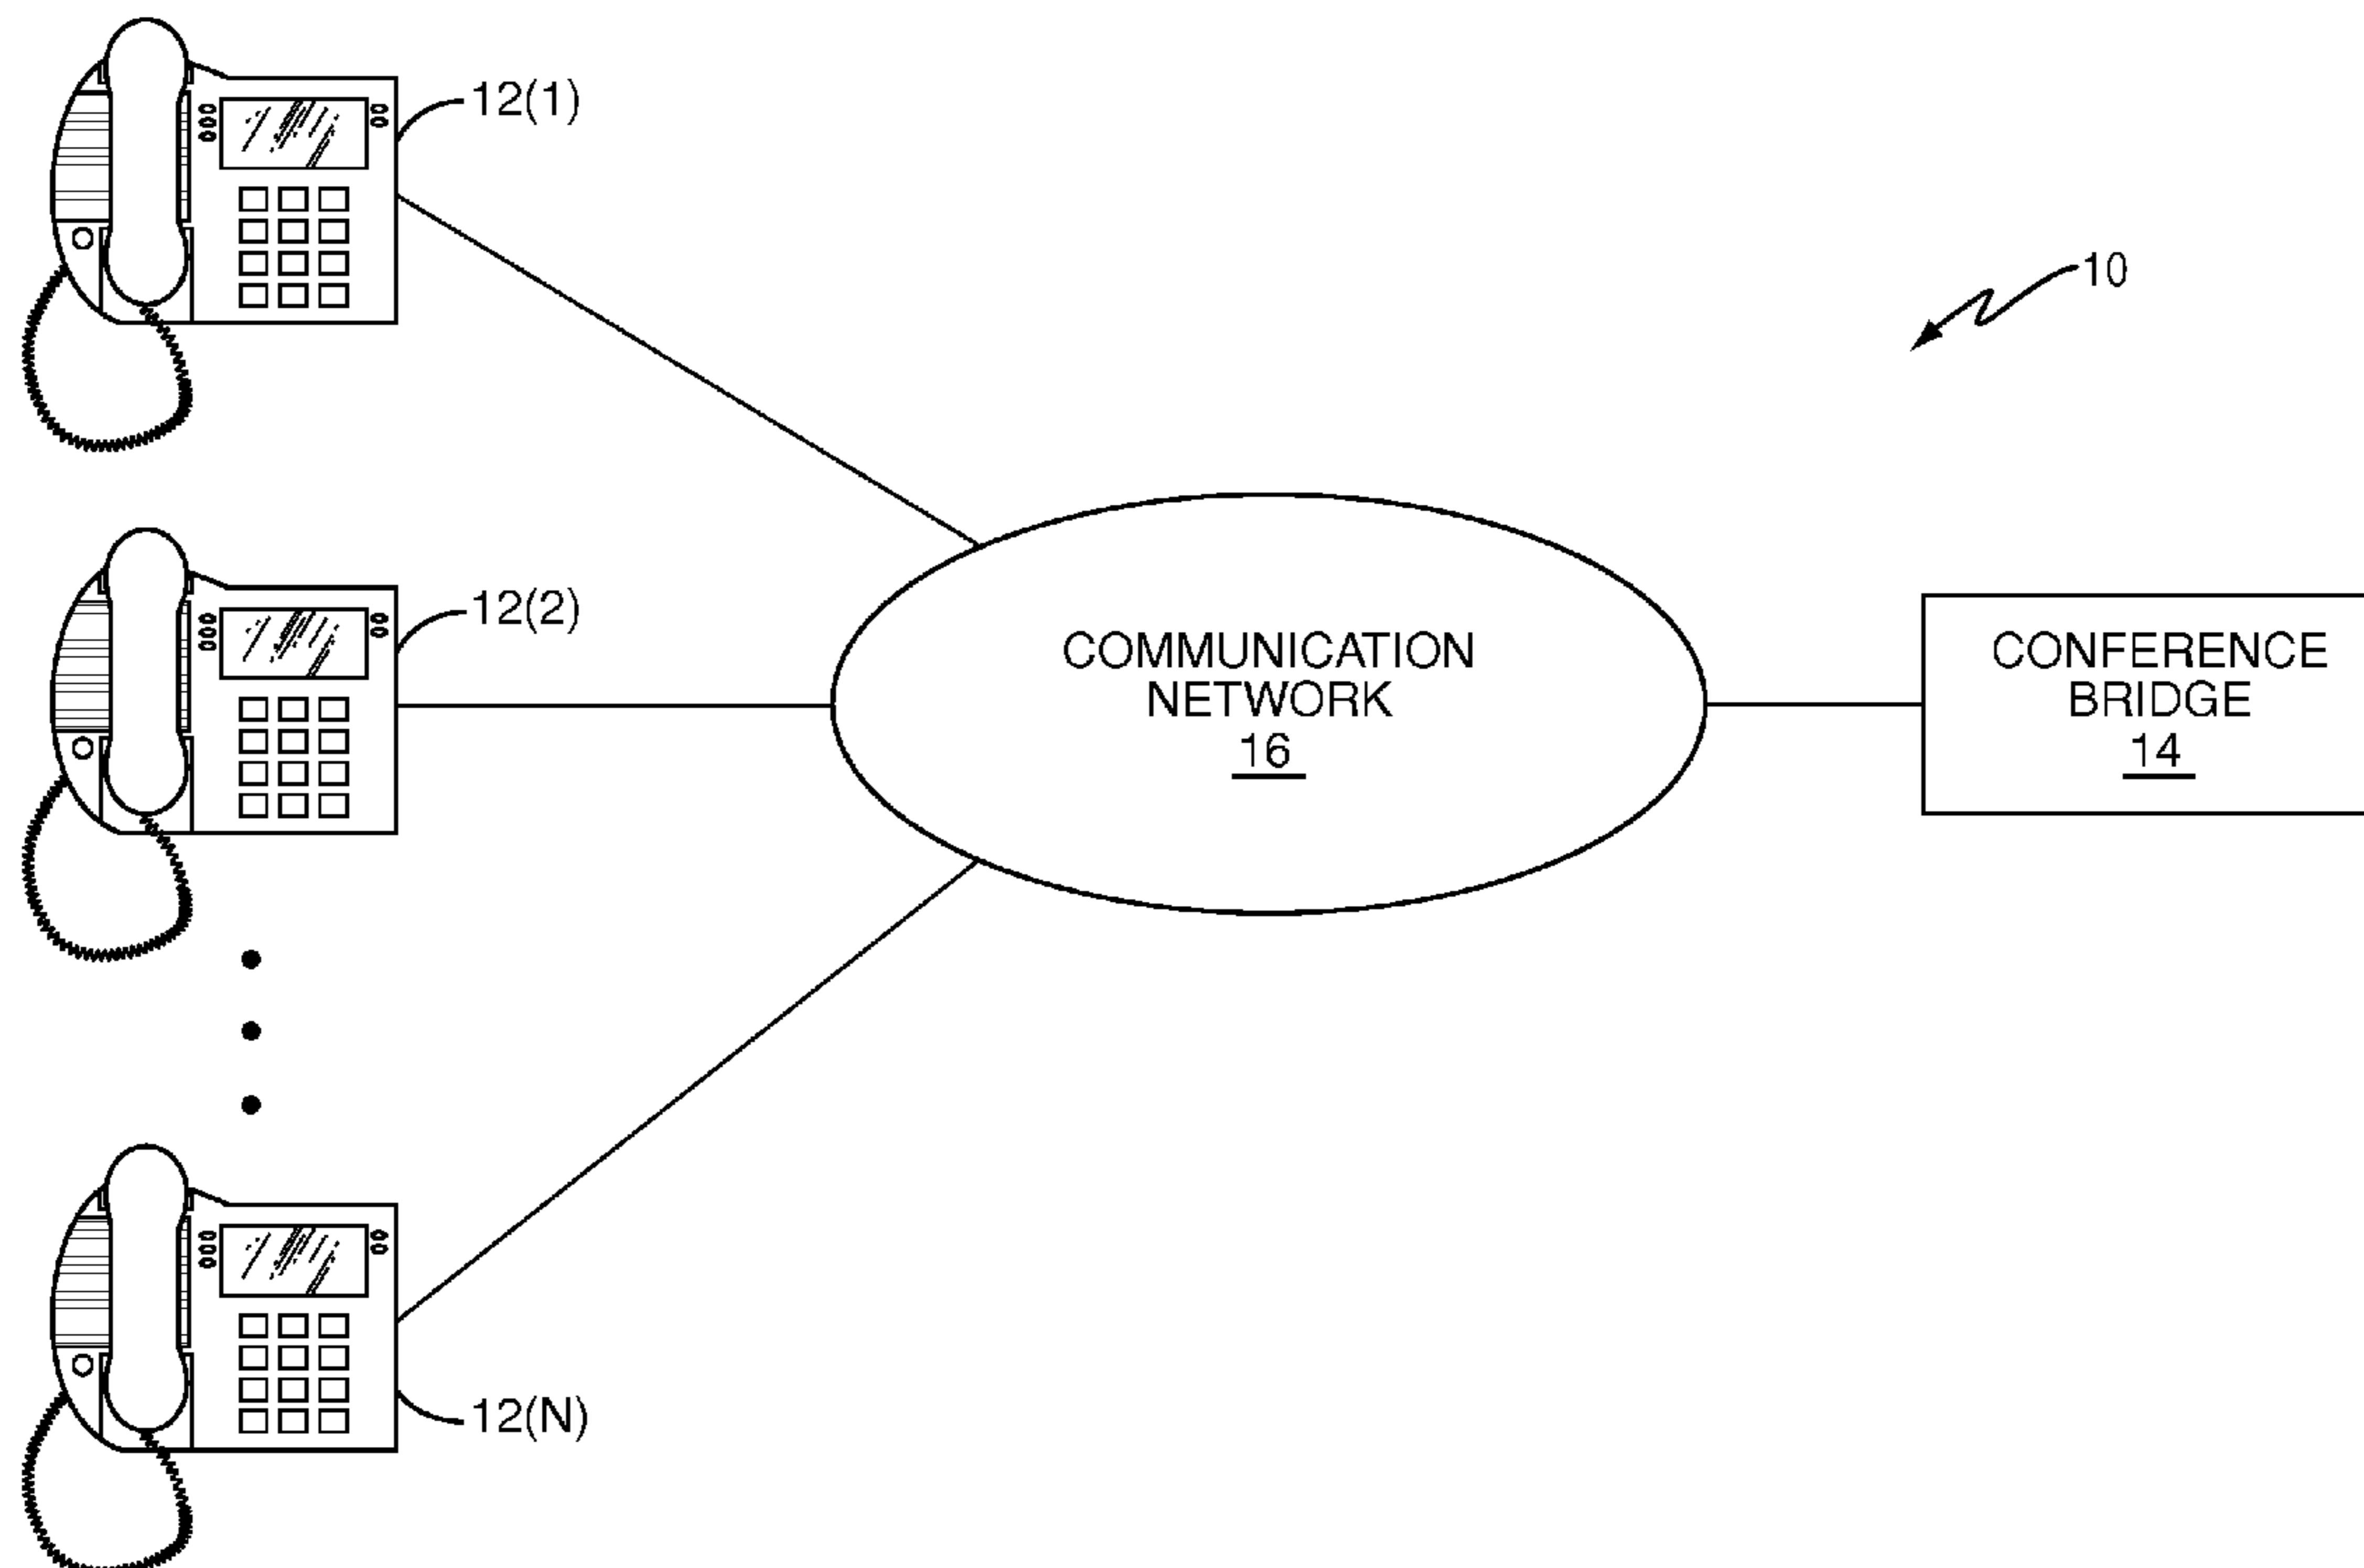 12(1)
10
12(2)
COMMUNICATION
NETWORK
16
CONFERENCE
BRIDGE
14
12(N)